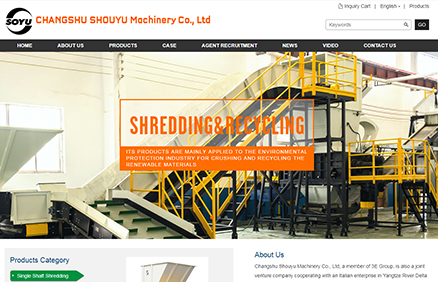 SOYU
CHANGSHU SHOUYU Machinery Co., Ltd
Inquiry Cart | English | Products
Keywords
GO
HOME ABOUT US PRODUCTS CASE AGENT RECRUITMENT NEWS VIDEO CONTACT US
SHREDDING&RECYCLING
ITS PRODUCTS ARE MAINLY APPLIED TO THE ENVIRONMENTAL
PROTECTION INDUSTRY FOR CRUSHING AND RECYCLING THE
RENEWABLE MATERIALS
Products Category
Single Shaft Shredding
About Us
Changshu Shouyu Machinery Co., Ltd, a member of 3E Group, is also a joint
venture company cooperating with an Italian enterprise in Yangtze River Delta